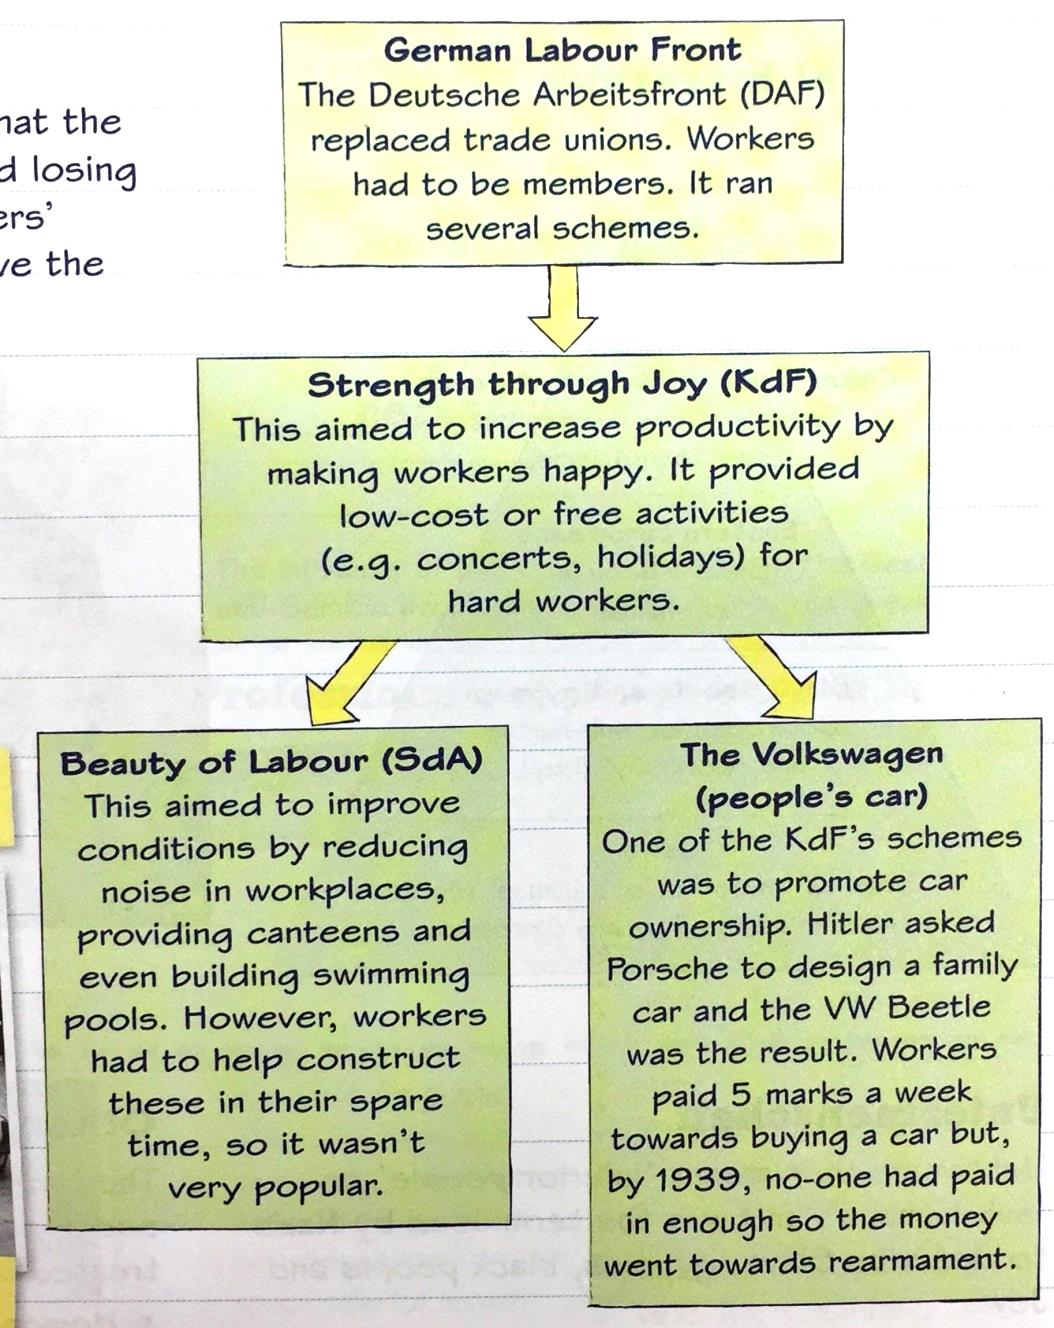 hat the
d losing
ers'
ve the
German Labour Front
The Deutsche Arbeitsfront (DAF)
replaced trade unions. Workers
had to be members. It ran
several schemes.
Strength through Joy (KdF)
This aimed to increase productivity by
making workers happy. It provided
low-cost or free activities
(e.g. concerts, holidays) for
hard workers.
Beauty of Labour (SdA)
This aimed to improve
conditions by reducing
noise in workplaces,
providing canteens and
even building swimming
pools. However, workers
had to help construct
these in their spare
time, so it wasn't
very popular.
The Volkswagen
(people's car)
One of the KdF's schemes
was to promote car
ownership. Hitler asked
Porsche to design a family
car and the VW Beetle
was the result. Workers
paid 5 marks a week
towards buying a car but,
by 1939, no-one had paid
in enough so the money
went towards rearmament.